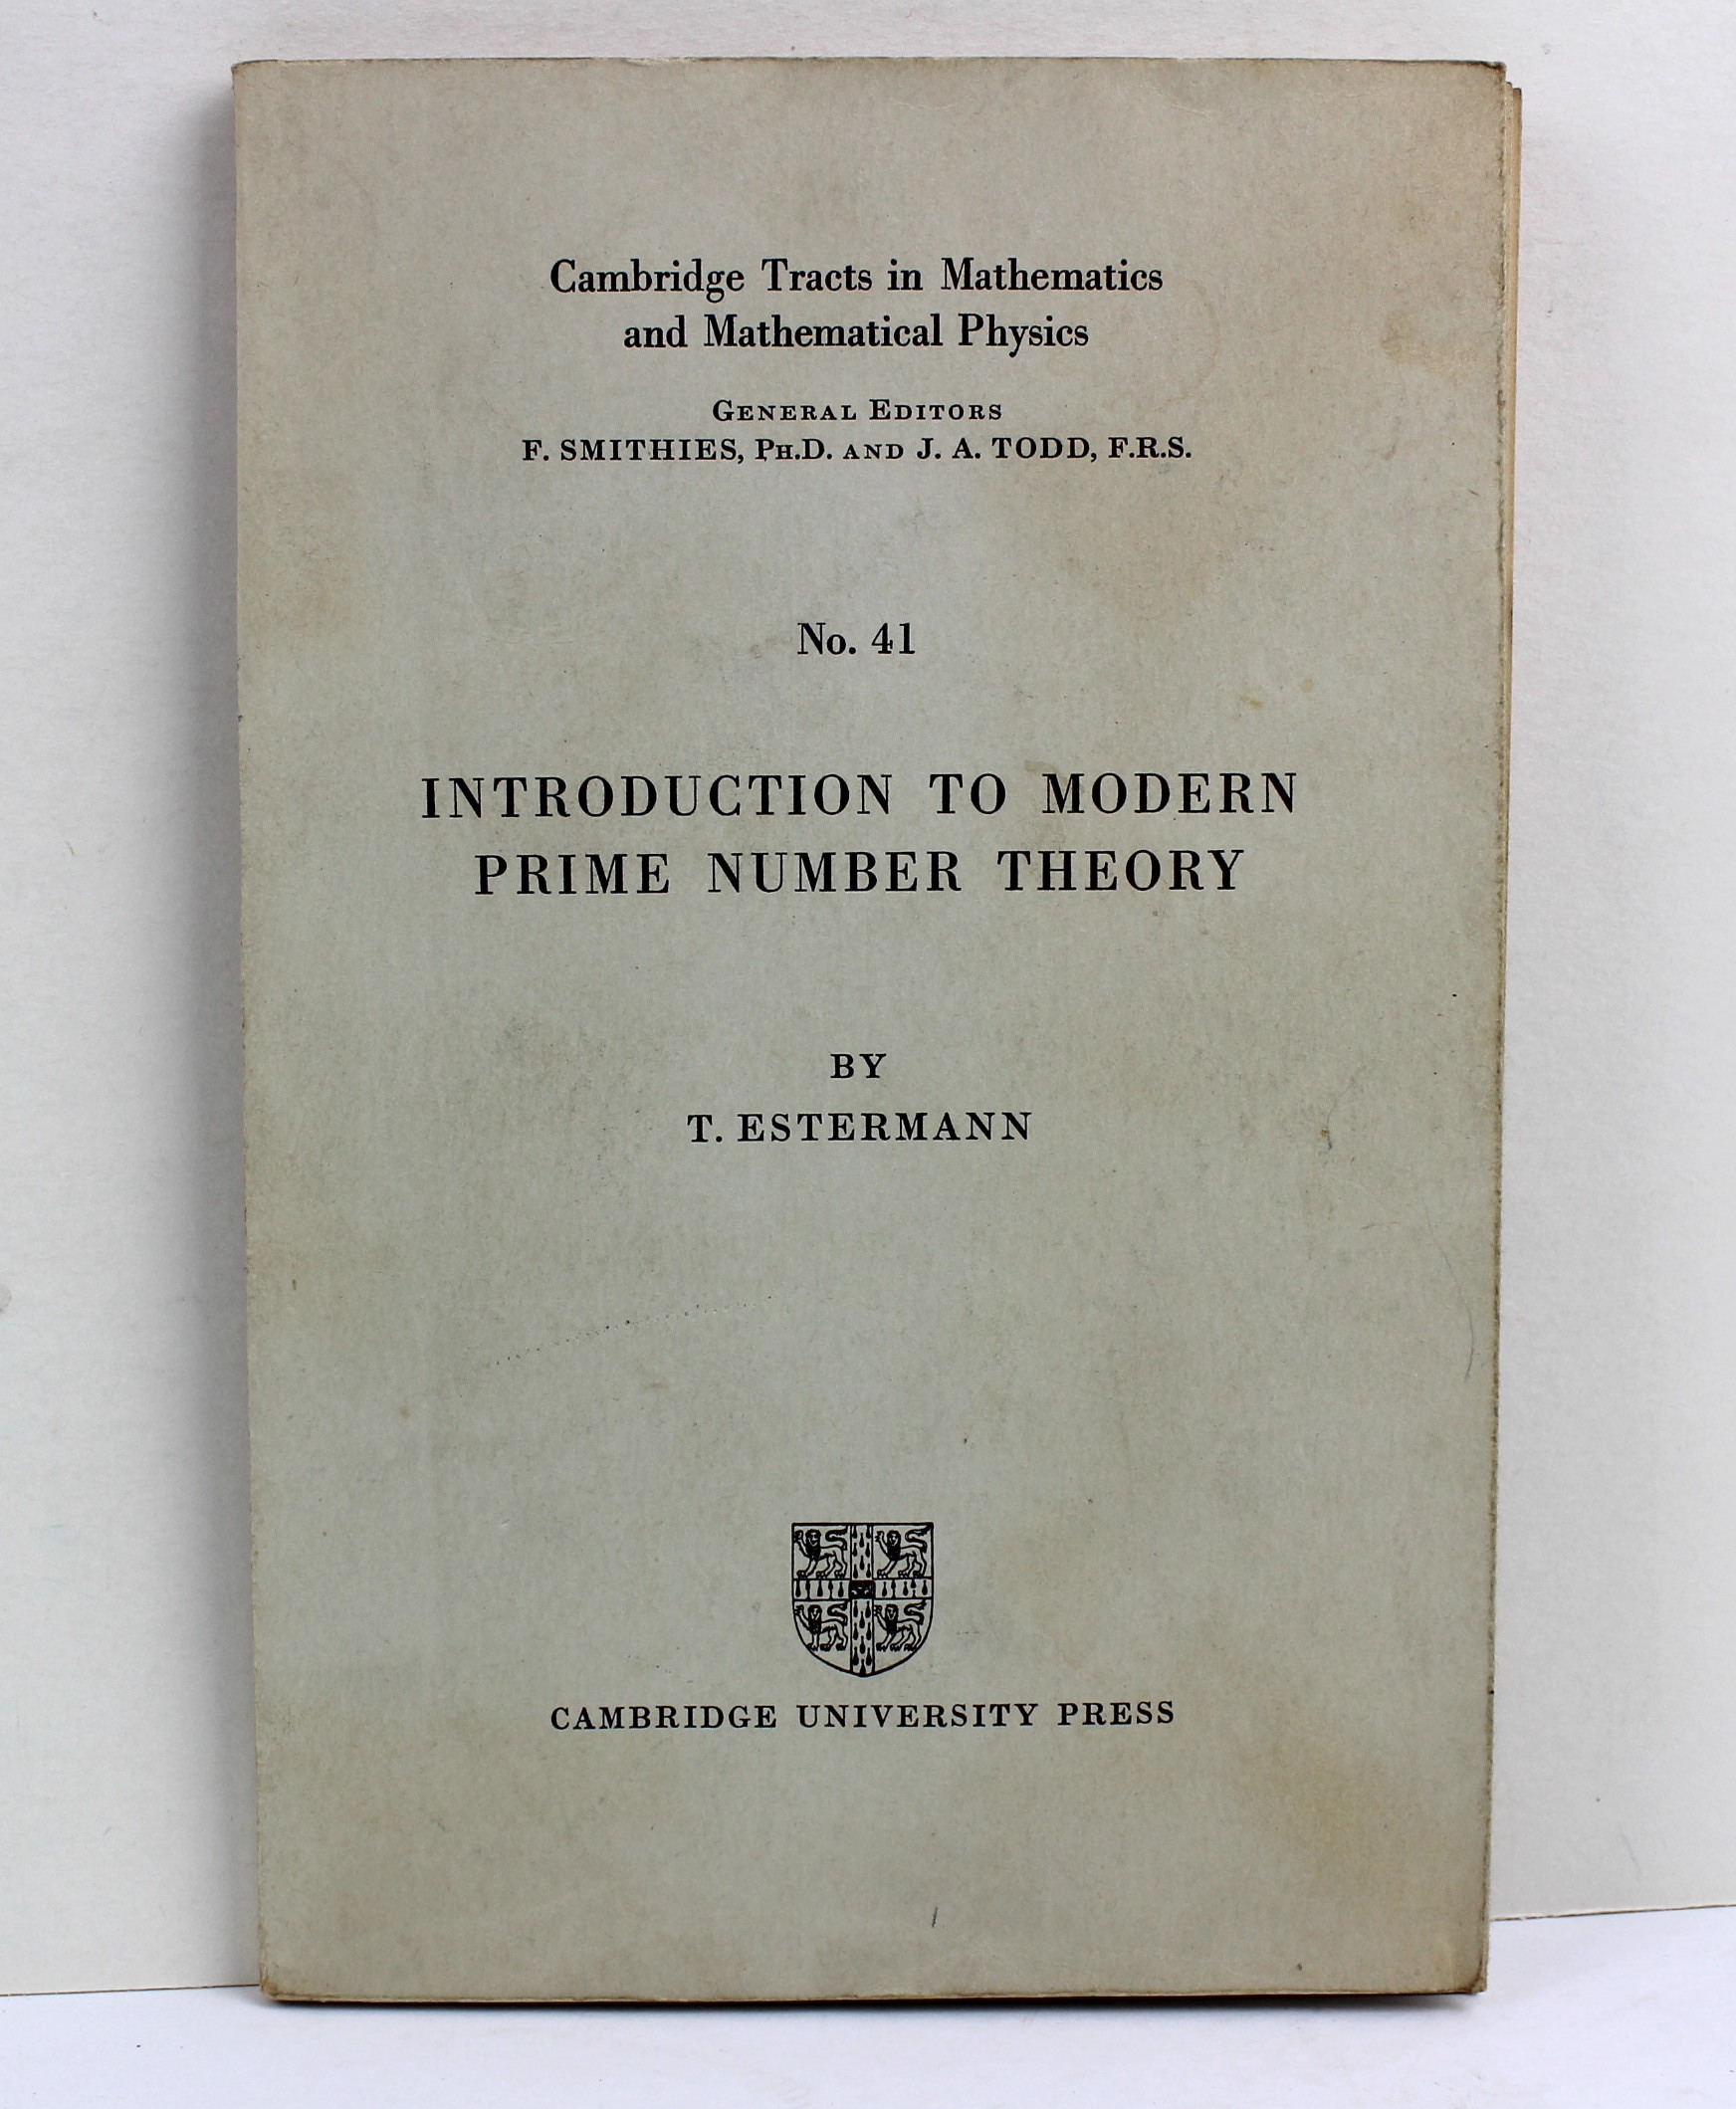 Cambridge Tracts in Mathematics
and Mathematical Physics
GENERAL EDITORS
F. SMITHIES, PH.D. AND J. A. TODD, F.R.S.
No. 41
INTRODUCTION TO MODERN
PRIME NUMBER THEORY
BY
T. ESTERMANN
CAMBRIDGE UNIVERSITY PRESS